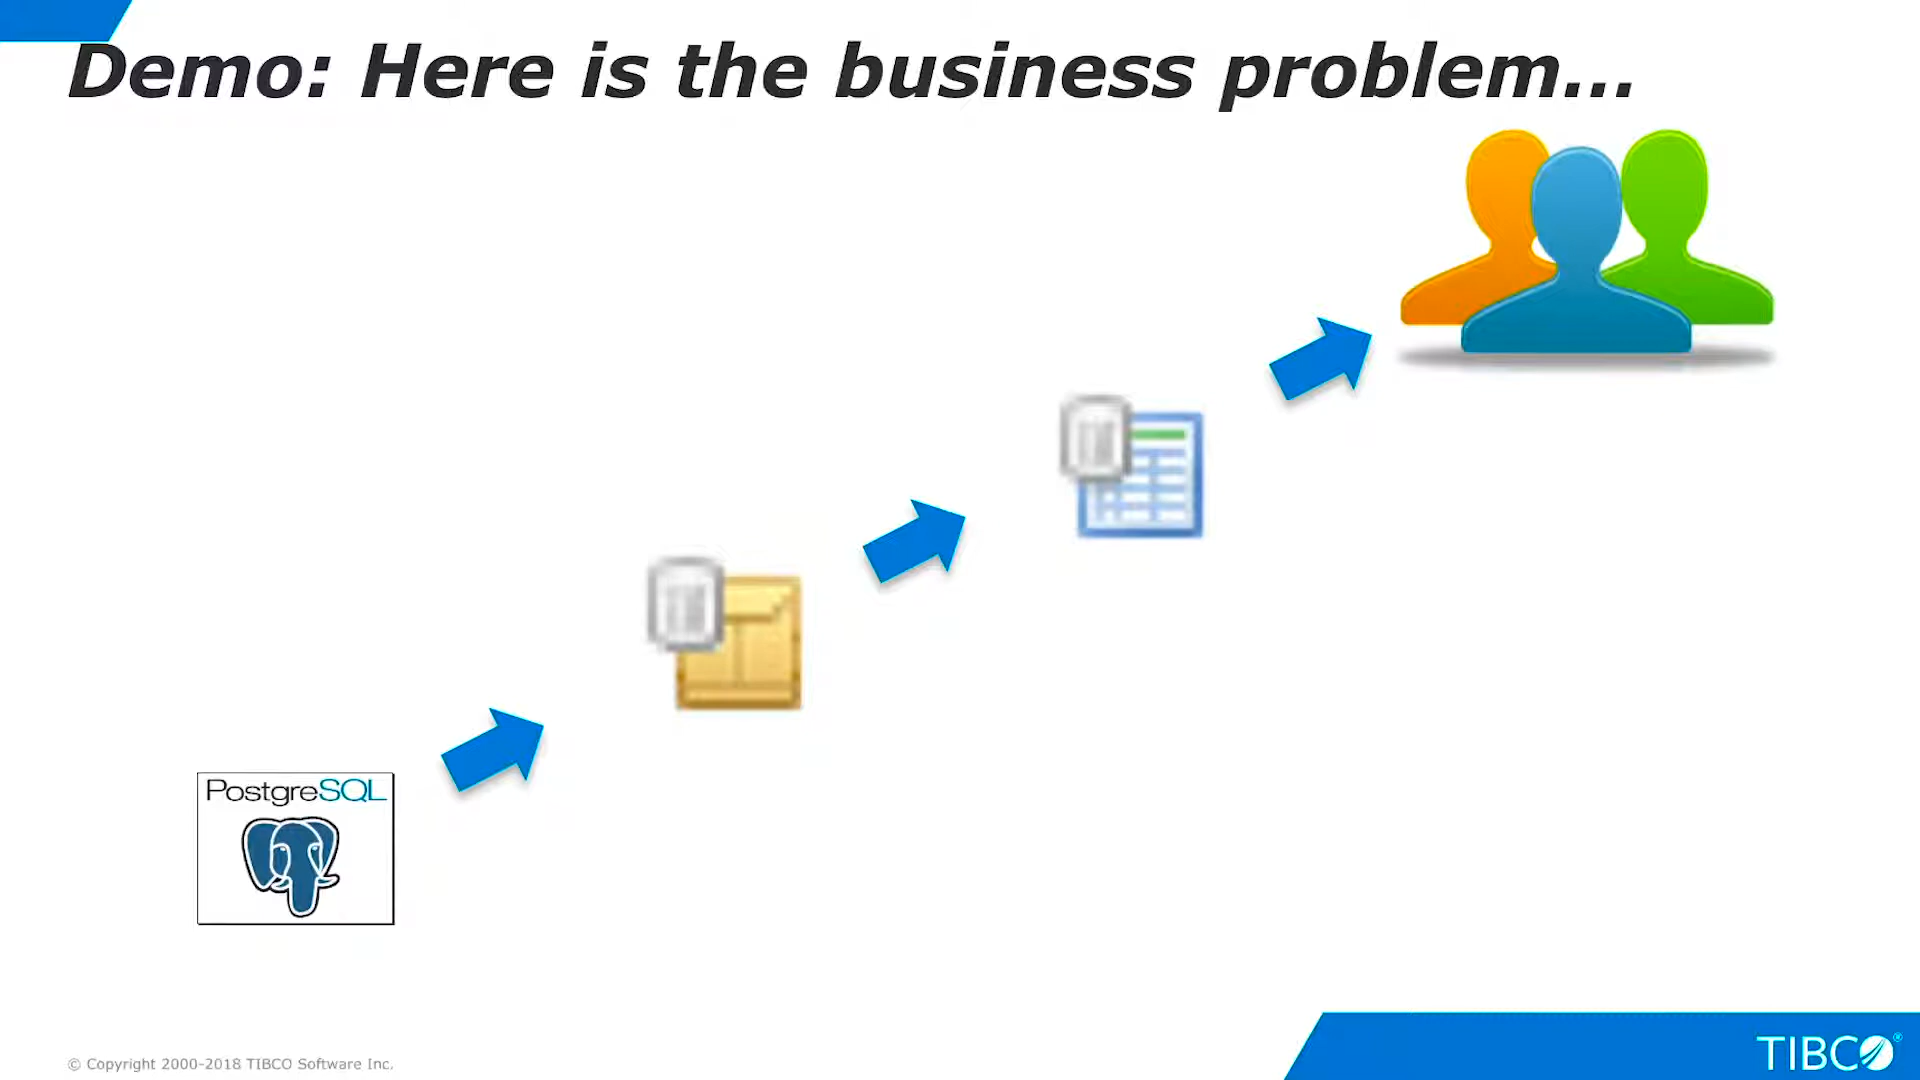 Demo: Here is the business problem...
PostgreSQL
© Copyright 2000-2018 TIBCO Software Inc.
TIBCO®